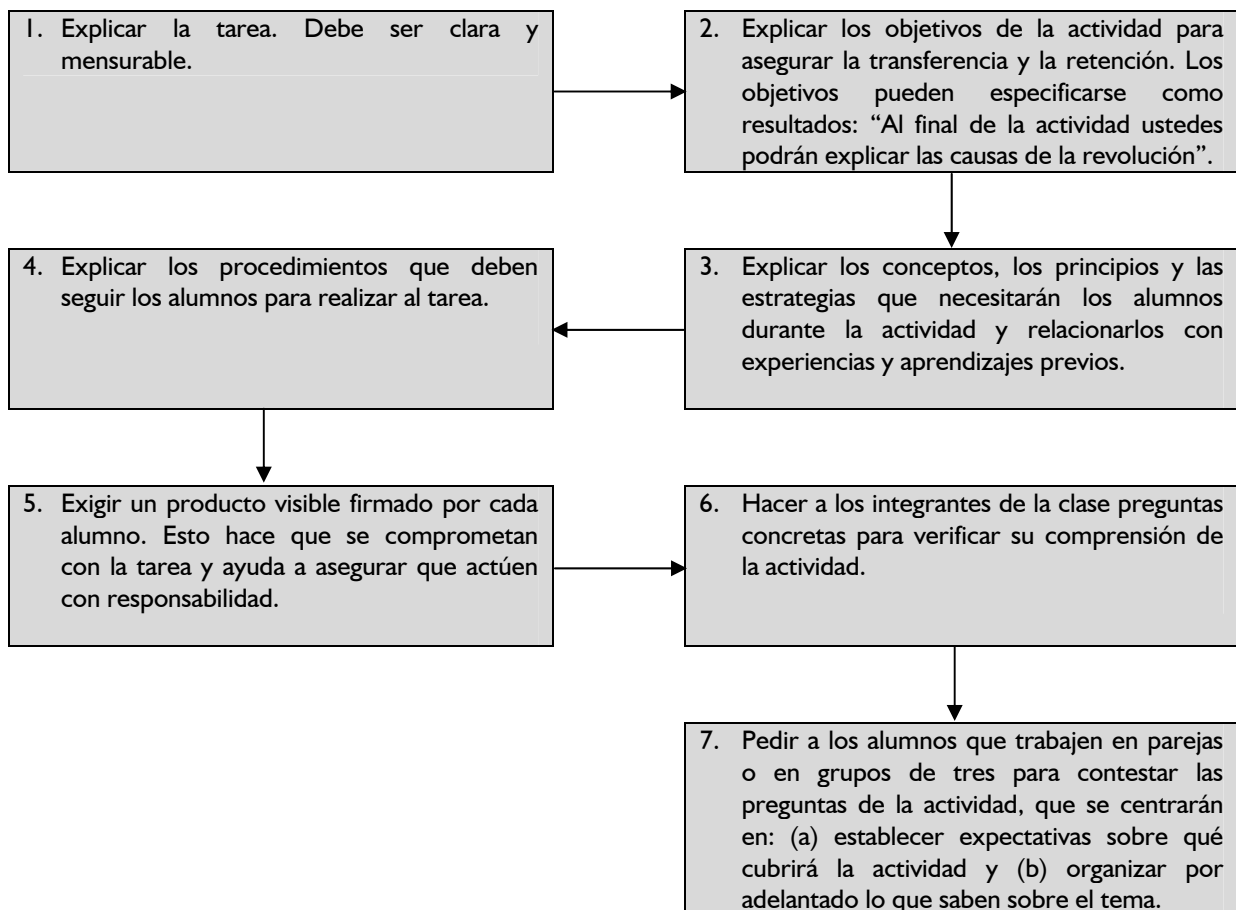 1. Explicar la tarea. Debe ser clara y
mensurable.
2. Explicar los objetivos de la actividad para
asegurar la transferencia y la retención. Los
objetivos pueden especificarse como
resultados: “Al final de la actividad ustedes
podrán explicar las causas de la revolución”.
3. Explicar los conceptos, los principios y las
estrategias que necesitarán los alumnos
durante la actividad y relacionarlos con
experiencias y aprendizajes previos.
4. Explicar los procedimientos que deben
seguir los alumnos para realizar al tarea.
5. Exigir un producto visible firmado por cada
alumno. Esto hace que se comprometan
con la tarea y ayuda a asegurar que actúen
con responsabilidad.
6. Hacer a los integrantes de la clase preguntas
concretas para verificar su comprensión de
la actividad.
7. Pedir a los alumnos que trabajen en parejas
o en grupos de tres para contestar las
preguntas de la actividad, que se centrarán
en: (a) establecer expectativas sobre qué
cubrirá la actividad y (b) organizar por
adelantado lo que saben sobre el tema.